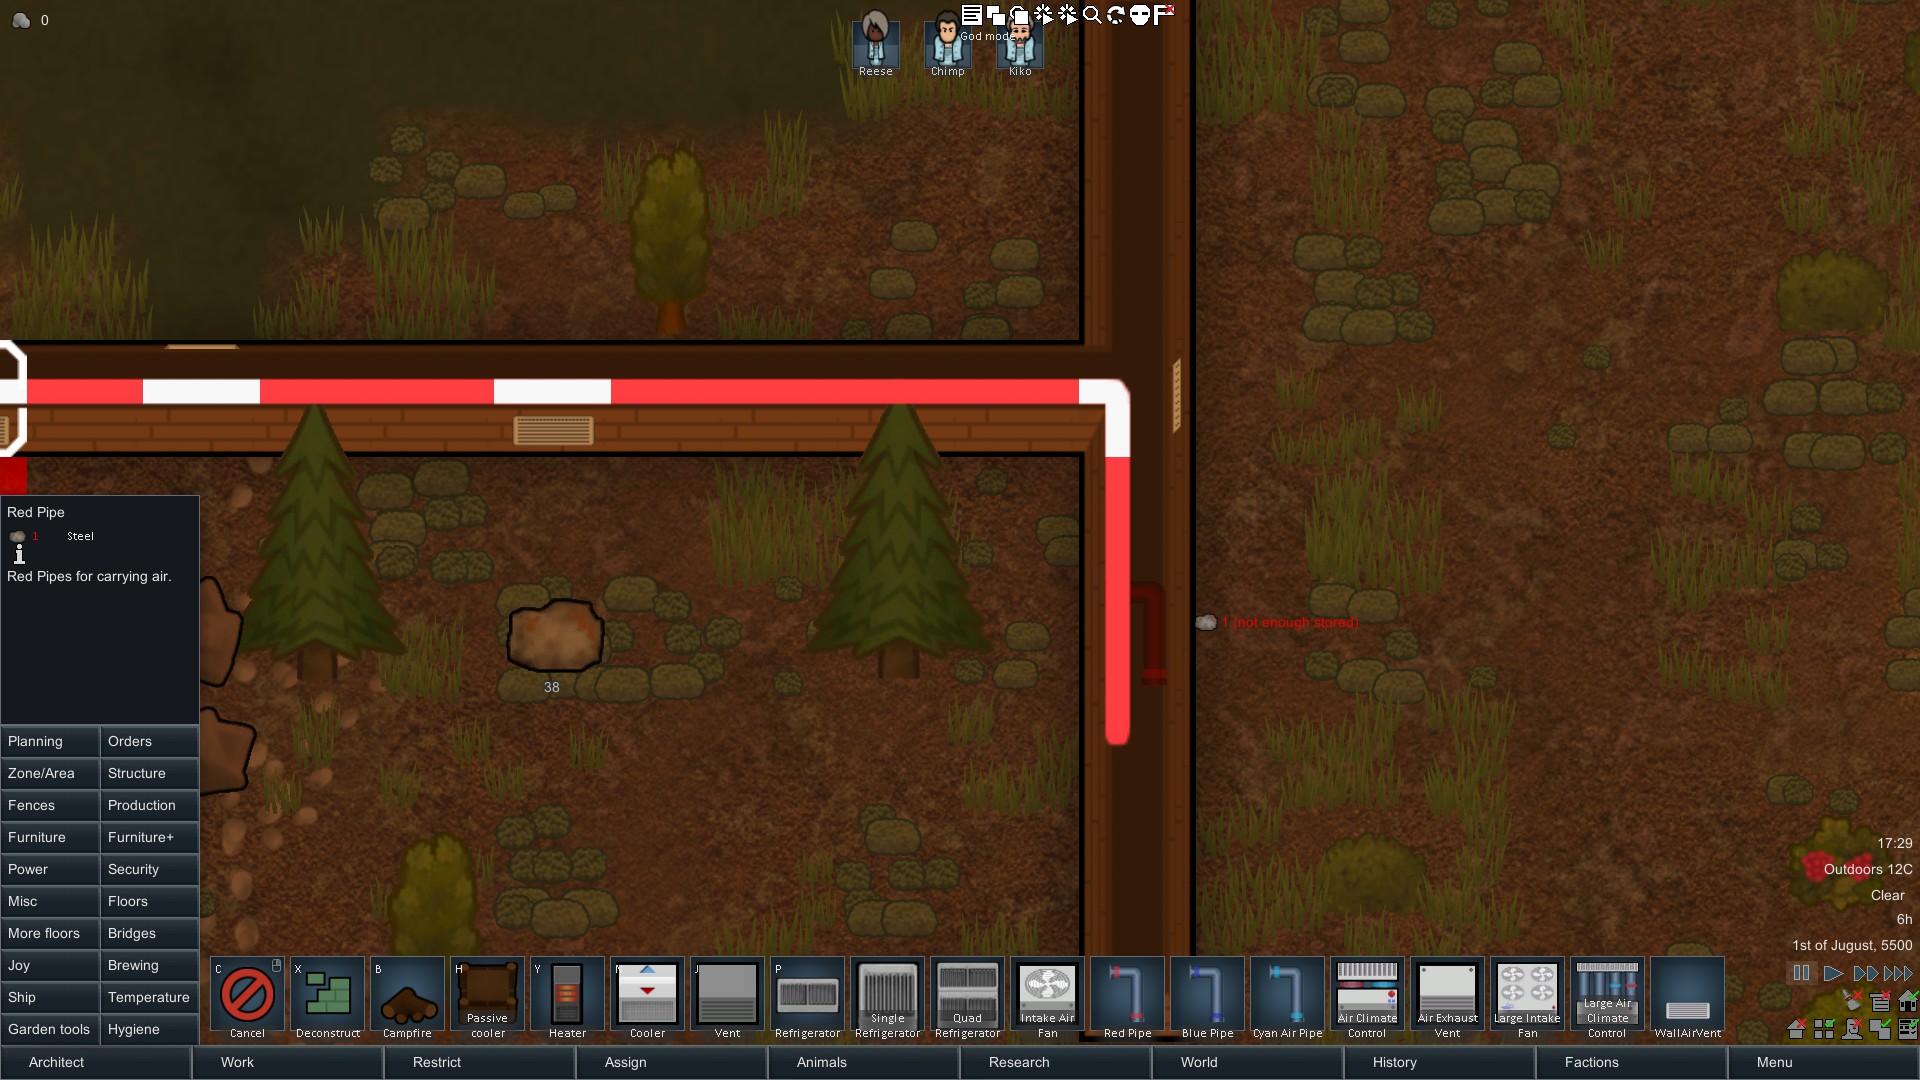 0
God mode
Reese
Chimp
Kiko
Red Pipe
1 Steel
Red Pipes for carrying air.
38
1 (not enough stored)
Planning
Orders
Zone/Area
Structure
Fences
Production
Furniture
Furniture+
Power
Security
Misc
Floors
More floors
Bridges
Joy
Brewing
Ship
Temperature
Garden tools
Hygiene
17:29
Outdoors 12C
Clear
6h
1st of Jugust, 5500
C
Cancel
X
Deconstruct
B
Campfire
H
Passive
cooler
Y
Heater
N
Cooler
J
Vent
P
Refrigerator
Single
Refrigerator
Quad
Refrigerator
Intake Air
Fan
Red Pipe
Blue Pipe
Cyan Air Pipe
Air Climate
Control
Air Exhaust
Vent
Large Intake
Fan
Large Air
Climate
Control
WallAirVent
Architect
Work
Restrict
Assign
Animals
Research
World
History
Factions
Menu